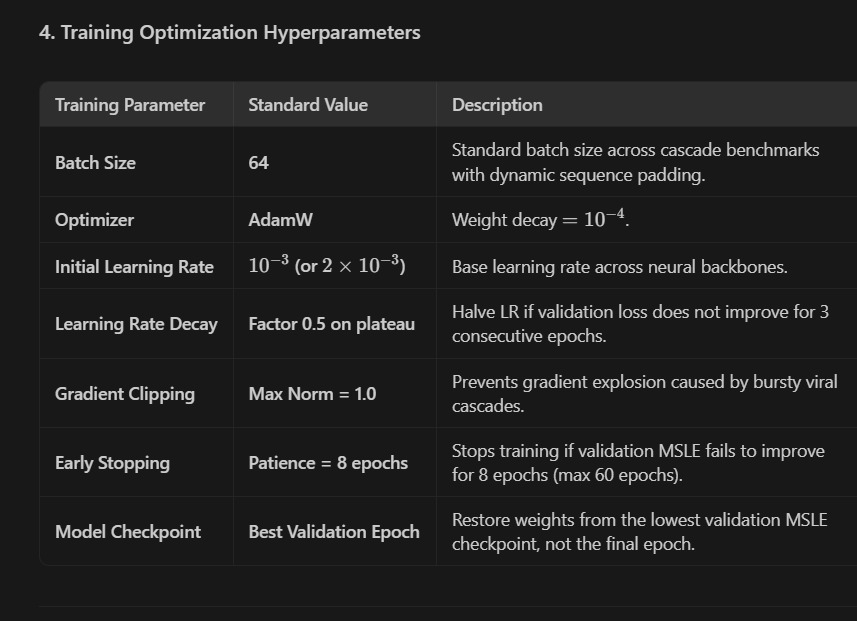 4. Training Optimization Hyperparameters
Training Parameter Standard Value Description
Batch Size 64 Standard batch size across cascade benchmarks
with dynamic sequence padding.
Optimizer AdamW Weight decay = 10⁻⁴.
Initial Learning Rate 10⁻³ (or 2 × 10⁻³) Base learning rate across neural backbones.
Learning Rate Decay Factor 0.5 on plateau Halve LR if validation loss does not improve for 3
consecutive epochs.
Gradient Clipping Max Norm = 1.0 Prevents gradient explosion caused by bursty viral
cascades.
Early Stopping Patience = 8 epochs Stops training if validation MSLE fails to improve
for 8 epochs (max 60 epochs).
Model Checkpoint Best Validation Epoch Restore weights from the lowest validation MSLE
checkpoint, not the final epoch.